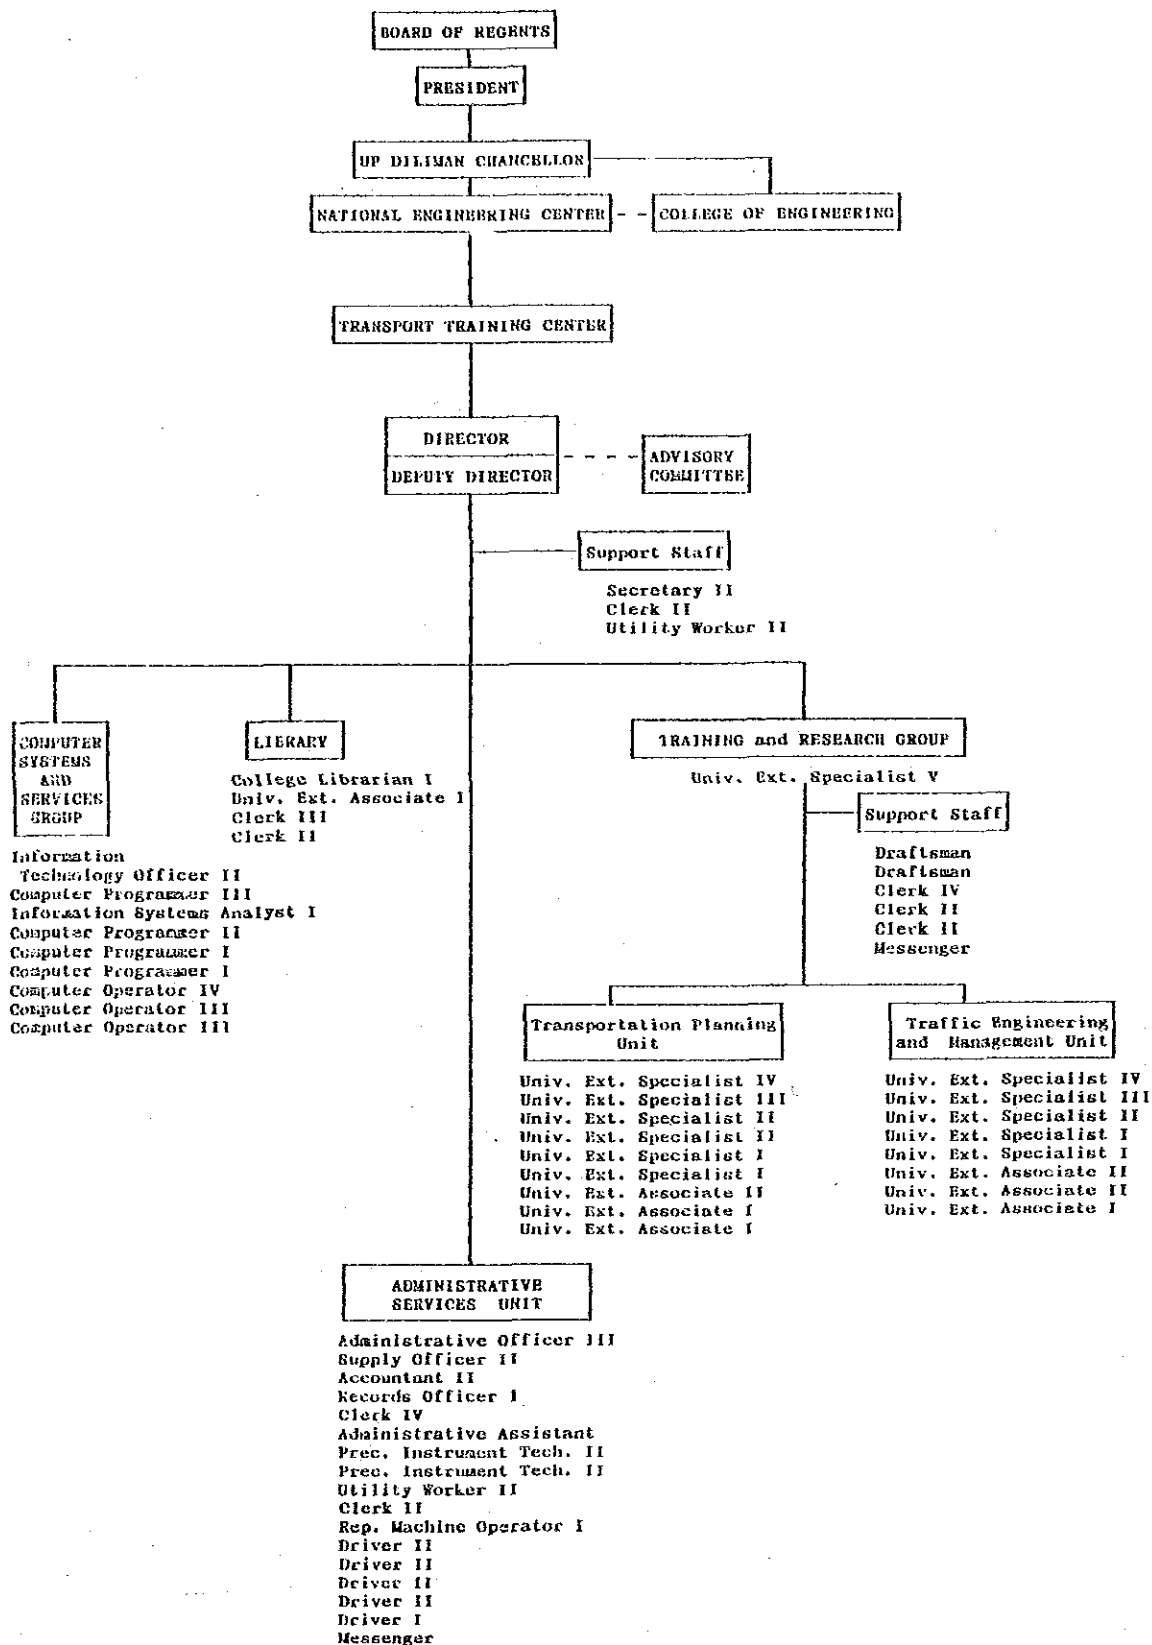 BOARD OF REGENTS
PRESIDENT
UP DILIMAN CHANCELLOR
NATIONAL ENGINEERING CENTER
COLLEGE OF ENGINEERING
TRANSPORT TRAINING CENTER
DIRECTOR
DEPUTY DIRECTOR
ADVISORY
COMMITTEE
Support Staff
Secretary II
Clerk II
Utility Worker II
COMPUTER
SYSTEMS
AND
SERVICES
GROUP
Information
Technology Officer II
Computer Programmer III
Information Systems Analyst I
Computer Programmer II
Computer Programmer I
Computer Programmer I
Computer Operator IV
Computer Operator III
Computer Operator III
LIBRARY
College Librarian I
Univ. Ext. Associate I
Clerk III
Clerk II
TRAINING and RESEARCH GROUP
Univ. Ext. Specialist V
Support Staff
Draftsman
Draftsman
Clerk IV
Clerk II
Clerk II
Messenger
Transportation Planning
Unit
Univ. Ext. Specialist IV
Univ. Ext. Specialist III
Univ. Ext. Specialist II
Univ. Ext. Specialist II
Univ. Ext. Specialist I
Univ. Ext. Specialist I
Univ. Ext. Associate II
Univ. Ext. Associate I
Univ. Ext. Associate I
Traffic Engineering
and Management Unit
Univ. Ext. Specialist IV
Univ. Ext. Specialist III
Univ. Ext. Specialist II
Univ. Ext. Specialist I
Univ. Ext. Specialist I
Univ. Ext. Associate II
Univ. Ext. Associate II
Univ. Ext. Associate I
ADMINISTRATIVE
SERVICES UNIT
Administrative Officer III
Supply Officer II
Accountant II
Records Officer I
Clerk IV
Administrative Assistant
Prec. Instrument Tech. II
Prec. Instrument Tech. II
Utility Worker II
Clerk II
Rep. Machine Operator I
Driver II
Driver II
Driver II
Driver II
Driver I
Messenger